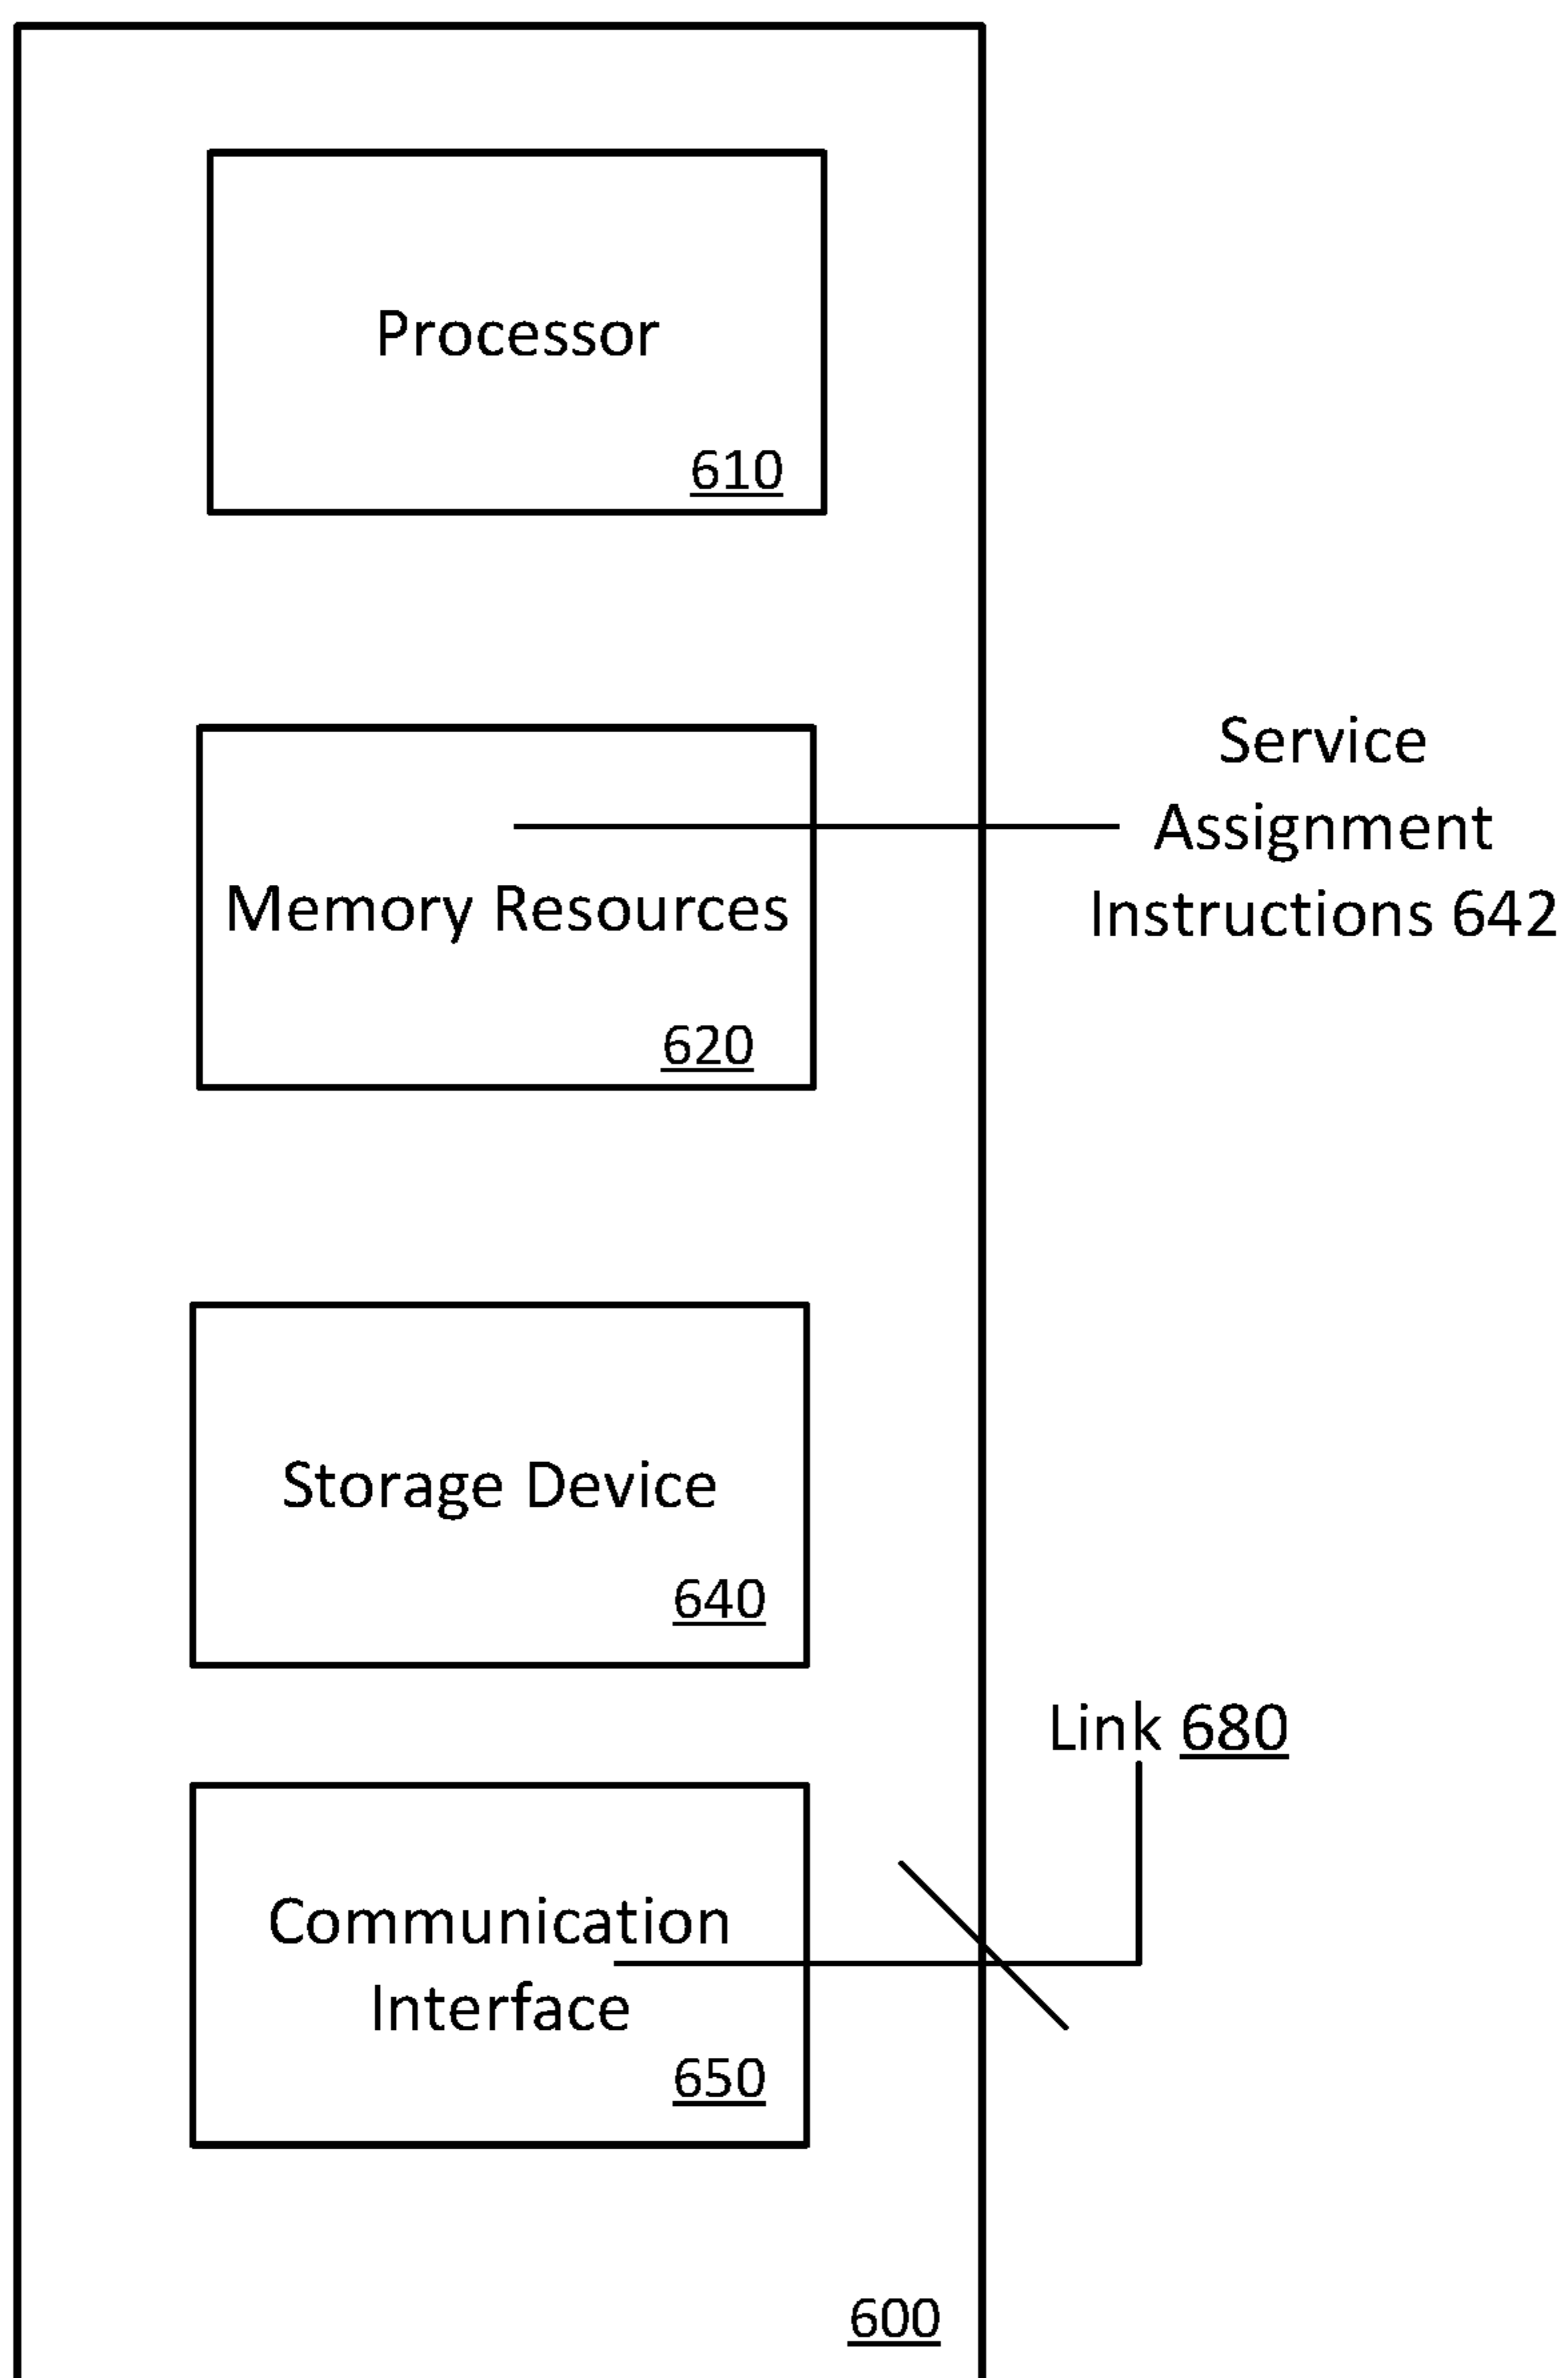 Processor
610
Service
Assignment
Instructions 642
Memory Resources
620
Storage Device
640
Link 680
Communication
Interface
650
600